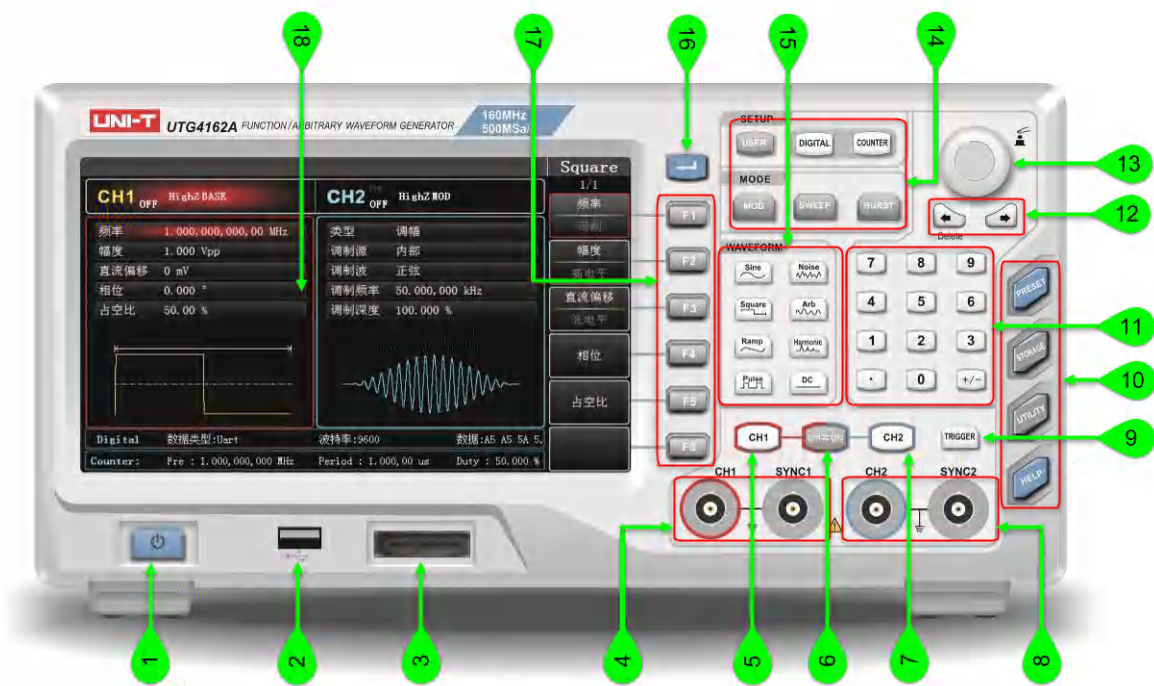 18
17
16
15
14
UNI-T UTG4162A FUNCTION/ARBITRARY WAVEFORM GENERATOR
160MHz
500MSa/
SETUP
USER DIGITAL COUNTER
MODE
MOD SWEEP BURST
13
12
Delete
Square
1/1
CH1 OFF HighZ BASE
CH2 OFF HighZ MOD
频率
周期
频率 1.000,000,000,00 MHz
幅度 1.000 Vpp
直流偏移 0 mV
相位 0.000 °
占空比 50.00 %
类型 调幅
调制源 内部
调制波 正弦
调制频率 50.000,000 kHz
调制深度 100.000 %
幅度
高电平
直流偏移
低电平
相位
占空比
F1
F2
F3
F4
F5
F6
WAVEFORM
Sine Noise
Square Arb
Ramp Harmonic
Pulse DC
7 8 9
4 5 6
1 2 3
. 0 +/-
PRESET
STORAGE
UTILITY
HELP
11
10
9
Digital 数据类型:Uart 波特率:9600 数据:A5 A5 5A 5.
Counter: Fre : 1.000,000,000 MHz Period : 1.000,00 us Duty : 50.000 %
CH1 CH2 TRIGGER
CH1 SYNC1 CH2 SYNC2
1
2
3
4
5
6
7
8